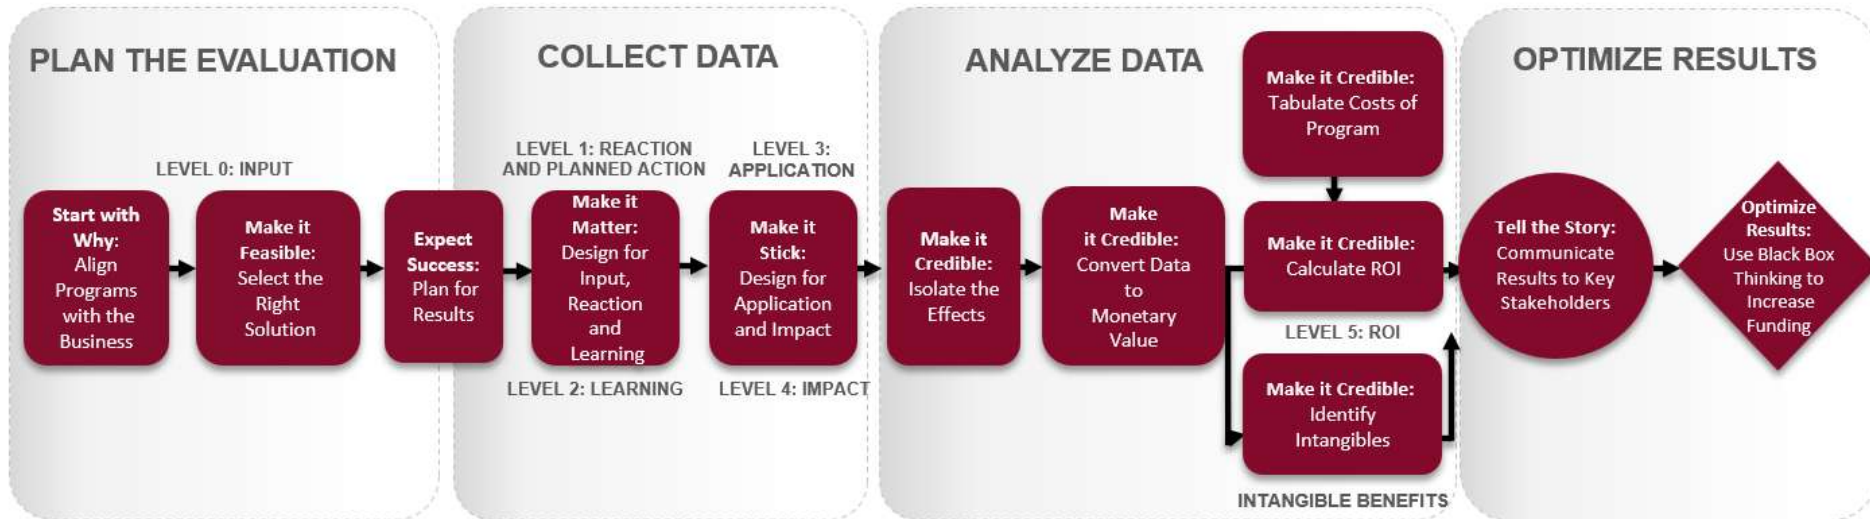 PLAN THE EVALUATION
LEVEL 0: INPUT
Start with
Why:
Align
Programs
with the
Business
Make it
Feasible:
Select the
Right
Solution
Expect
Success:
Plan for
Results
COLLECT DATA
LEVEL 1: REACTION
AND PLANNED ACTION
Make it
Matter:
Design for
Input,
Reaction
and
Learning
LEVEL 2: LEARNING
LEVEL 3:
APPLICATION
Make it
Stick:
Design for
Application
and Impact
LEVEL 4: IMPACT
ANALYZE DATA
Make it
Credible:
Isolate the
Effects
Make
it Credible:
Convert Data
to
Monetary
Value
Make it Credible:
Tabulate Costs of
Program
Make it Credible:
Calculate ROI
LEVEL 5: ROI
Make it Credible:
Identify
Intangibles
INTANGIBLE BENEFITS
OPTIMIZE RESULTS
Tell the Story:
Communicate
Results to Key
Stakeholders
Optimize
Results:
Use Black Box
Thinking to
Increase
Funding